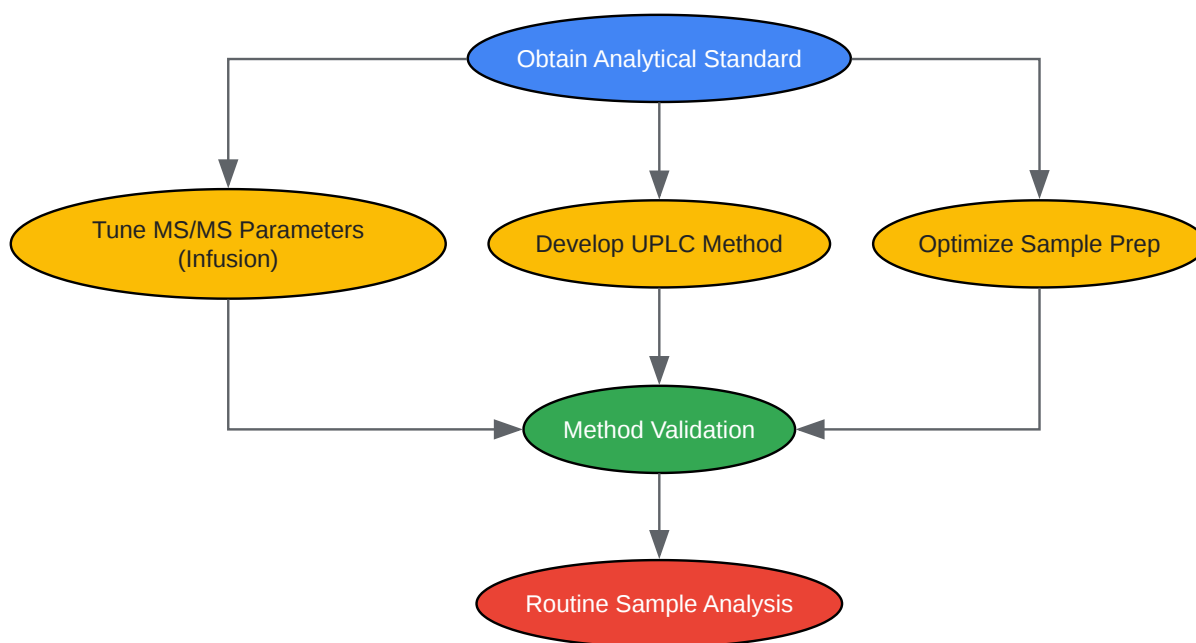 Obtain Analytical Standard
Tune MS/MS Parameters
(Infusion)
Develop UPLC Method
Optimize Sample Prep
Method Validation
Routine Sample Analysis